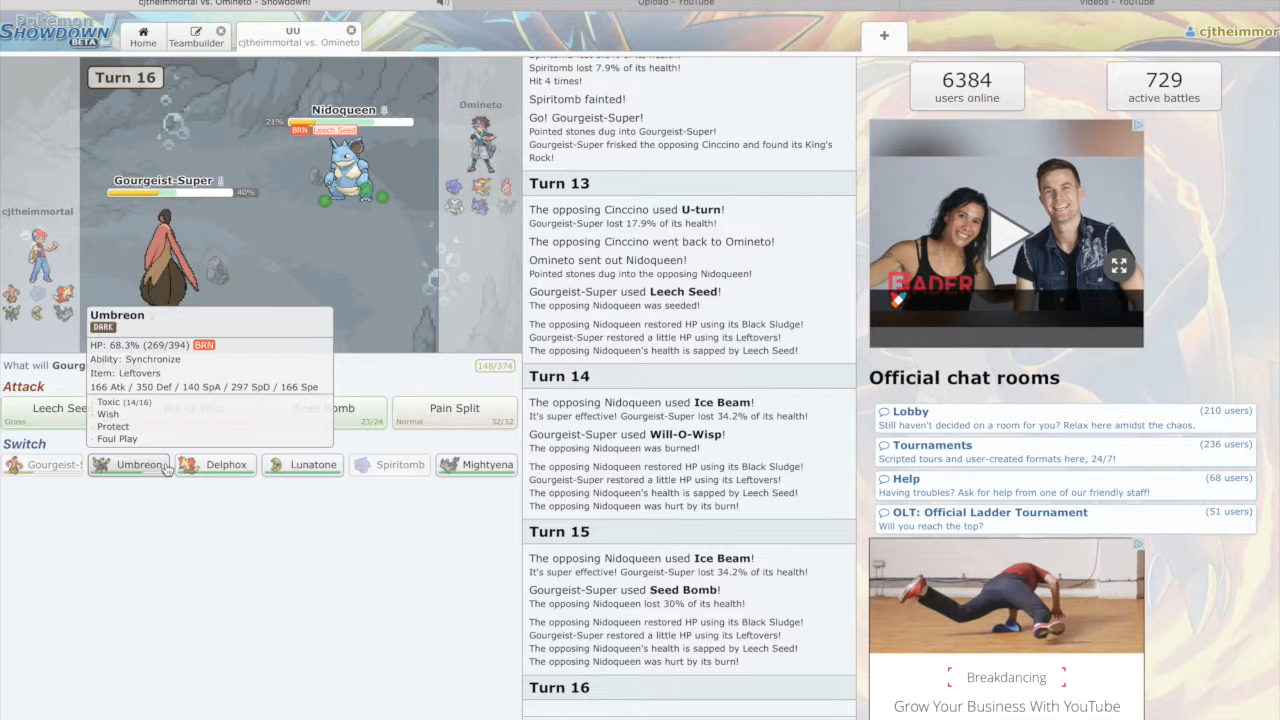 cjtheimmortal vs. Omineto - Showdown!
Upload - YouTube
Videos - YouTube
Pokémon
SHOWDOWN
BETA
Home
Teambuilder
UU
cjtheimmortal vs. Omineto
+
cjtheimmor
Turn 16
Nidoqueen
21%
BRN Leech Seed
Gourgeist-Super
40%
cjtheimmortal
Omineto
Umbreon
DARK
HP: 68.3% (269/394) BRN
Ability: Synchronize
Item: Leftovers
166 Atk / 350 Def / 140 SpA / 297 SpD / 166 Spe
Toxic (14/16)
Wish
Protect
Foul Play
What will Gourg
148/374
Attack
Leech See
Grass
Will-O-Wisp
Seed Bomb
23/24
Pain Split
Normal 32/32
Switch
Gourgeist-S
Umbreon
Delphox
Lunatone
Spiritomb
Mightyena
Spiritomb lost 7.9% of its health!
Hit 4 times!
Spiritomb fainted!
Go! Gourgeist-Super!
Pointed stones dug into Gourgeist-Super!
Gourgeist-Super frisked the opposing Cinccino and found its King's
Rock!
Turn 13
The opposing Cinccino used U-turn!
Gourgeist-Super lost 17.9% of its health!
The opposing Cinccino went back to Omineto!
Omineto sent out Nidoqueen!
Pointed stones dug into the opposing Nidoqueen!
Gourgeist-Super used Leech Seed!
The opposing Nidoqueen was seeded!
The opposing Nidoqueen restored HP using its Black Sludge!
Gourgeist-Super restored a little HP using its Leftovers!
The opposing Nidoqueen's health is sapped by Leech Seed!
Turn 14
The opposing Nidoqueen used Ice Beam!
It's super effective! Gourgeist-Super lost 34.2% of its health!
Gourgeist-Super used Will-O-Wisp!
The opposing Nidoqueen was burned!
The opposing Nidoqueen restored HP using its Black Sludge!
Gourgeist-Super restored a little HP using its Leftovers!
The opposing Nidoqueen's health is sapped by Leech Seed!
The opposing Nidoqueen was hurt by its burn!
Turn 15
The opposing Nidoqueen used Ice Beam!
It's super effective! Gourgeist-Super lost 34.2% of its health!
Gourgeist-Super used Seed Bomb!
The opposing Nidoqueen lost 30% of its health!
The opposing Nidoqueen restored HP using its Black Sludge!
Gourgeist-Super restored a little HP using its Leftovers!
The opposing Nidoqueen's health is sapped by Leech Seed!
The opposing Nidoqueen was hurt by its burn!
Turn 16
6384
users online
729
active battles
Official chat rooms
Lobby (210 users)
Still haven't decided on a room for you? Relax here amidst the chaos.
Tournaments (236 users)
Scripted tours and user-created formats here, 24/7!
Help (68 users)
Having troubles? Ask for help from one of our friendly staff!
OLT: Official Ladder Tournament (51 users)
Will you reach the top?
Breakdancing
Grow Your Business With YouTube